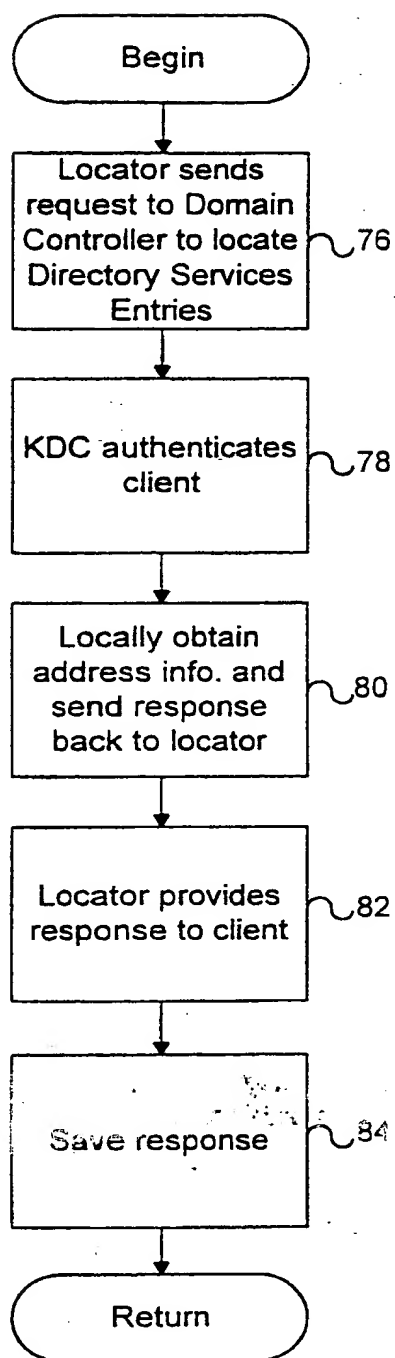 Begin
Locator sends
request to Domain
Controller to locate
Directory Services
Entries
76
KDC authenticates
client
78
Locally obtain
address info. and
send response
back to locator
80
Locator provides
response to client
82
Save response
84
Return